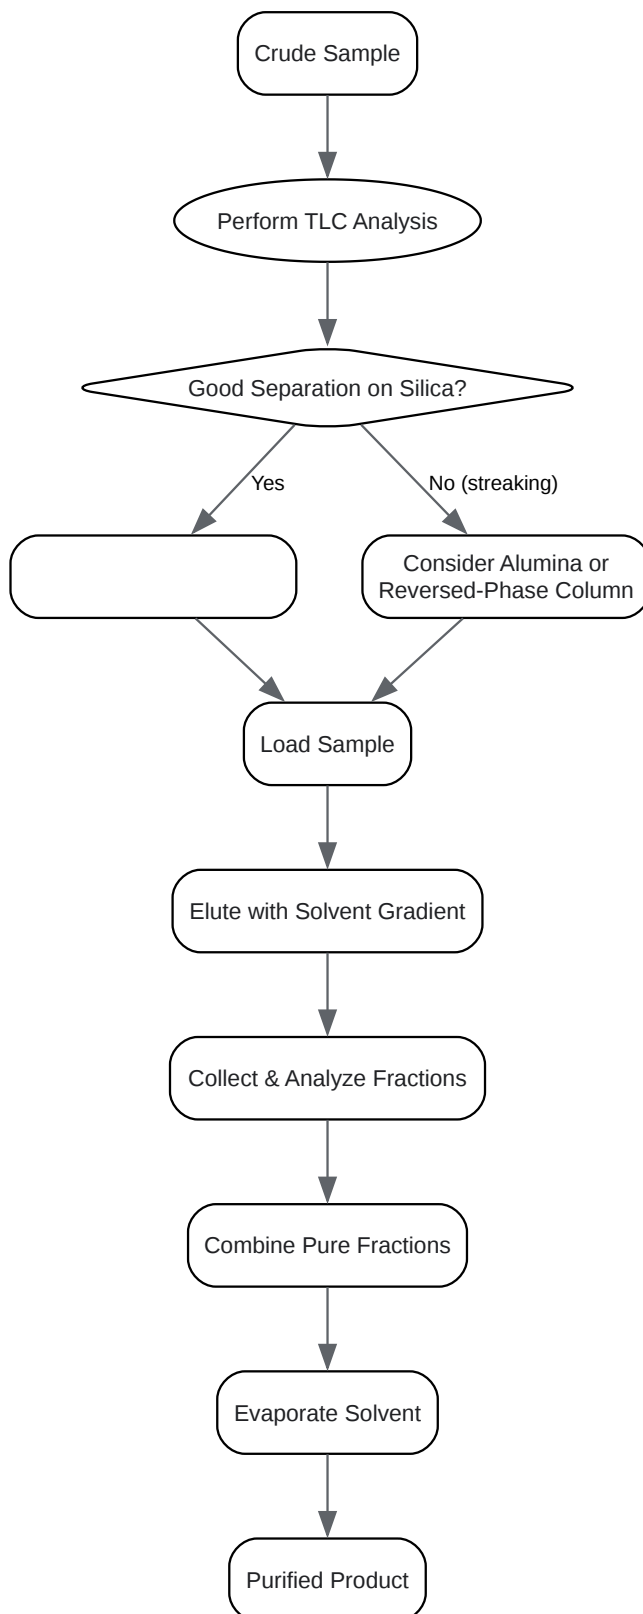 Crude Sample
Perform TLC Analysis
Good Separation on Silica?
Yes
No (streaking)
Consider Alumina or
Reversed-Phase Column
Load Sample
Elute with Solvent Gradient
Collect & Analyze Fractions
Combine Pure Fractions
Evaporate Solvent
Purified Product